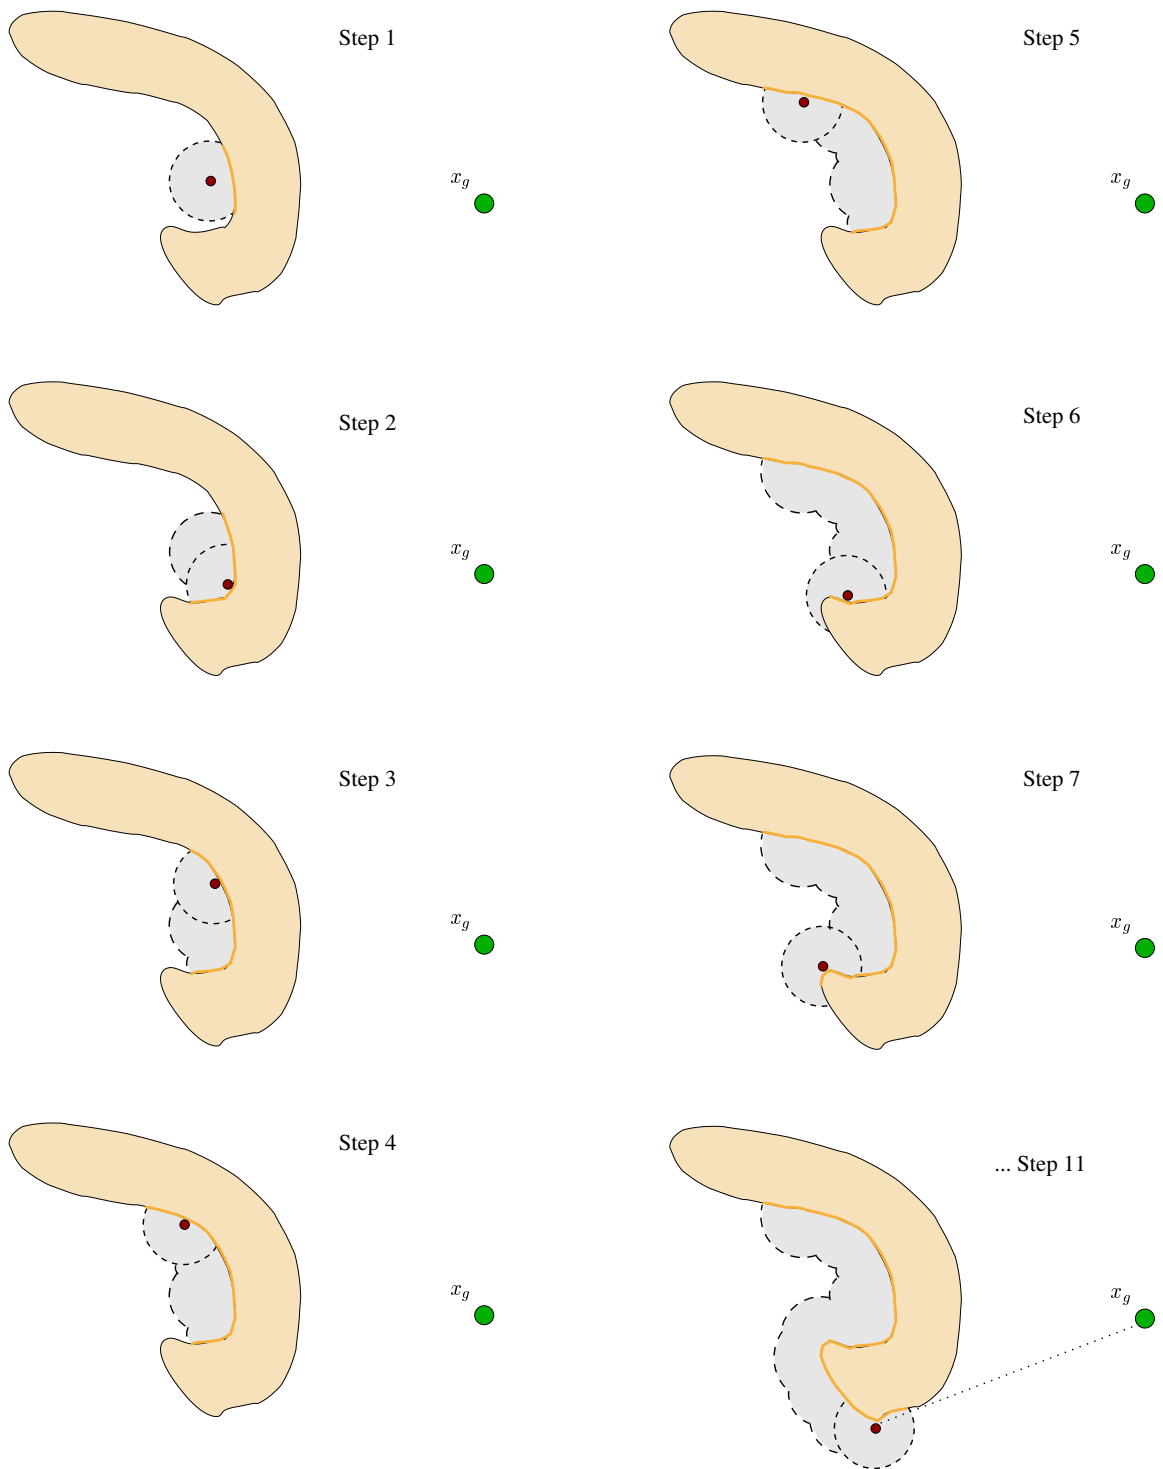 Step 1
Step 5
x_g
x_g
Step 2
Step 6
x_g
x_g
Step 3
Step 7
x_g
x_g
Step 4
... Step 11
x_g
x_g